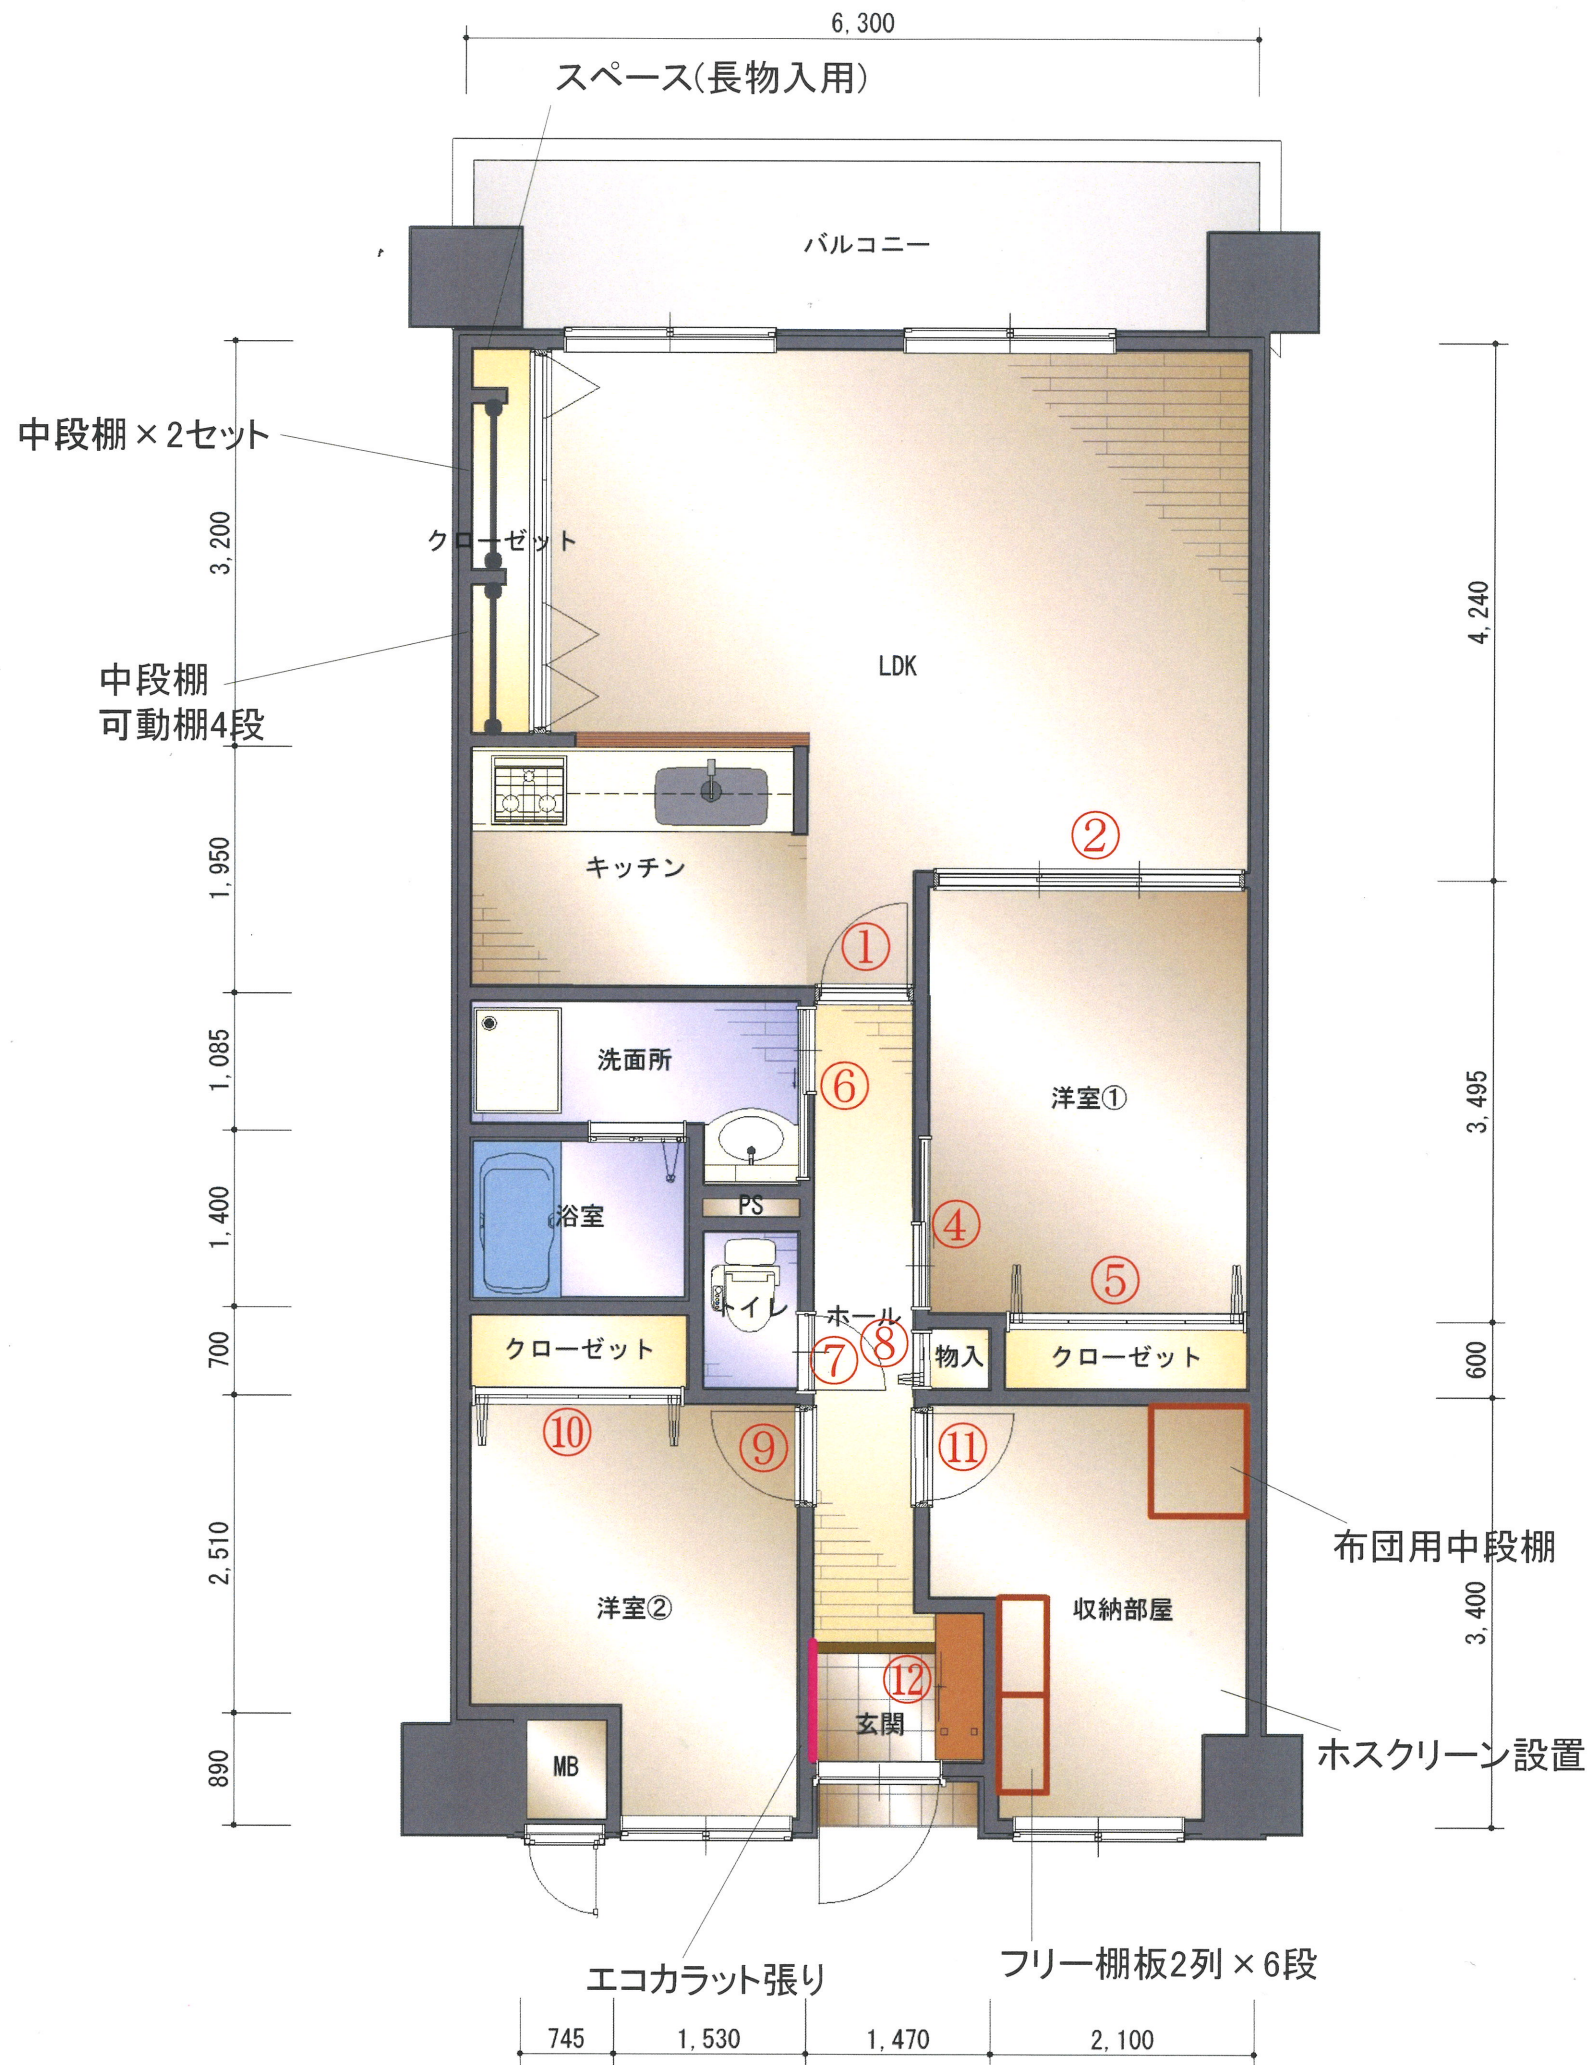 6,300
スペース(長物入用)
バルコニー
中段棚×2セット
3,200
クローゼット
4,240
LDK
中段棚
可動棚4段
②
1,950
キッチン
①
1,085
洗面所
⑥
洋室①
3,495
1,400
浴室
PS
④
⑤
トイレ
ホール
700
クローゼット
⑦
⑧
物入
クローゼット
600
⑩
⑨
⑪
布団用中段棚
2,510
洋室②
収納部屋
3,400
⑫
玄関
890
MB
ホスクリーン設置
エコカラット張り
フリー棚板2列×6段
745
1,530
1,470
2,100